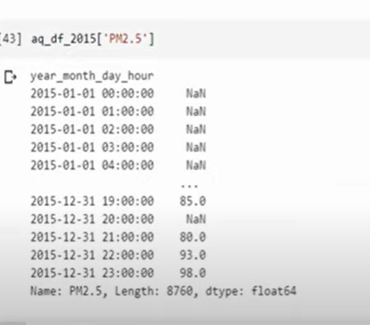 [43] aq_df_2015['PM2.5']
year_month_day_hour
2015-01-01 00:00:00 NaN
2015-01-01 01:00:00 NaN
2015-01-01 02:00:00 NaN
2015-01-01 03:00:00 NaN
2015-01-01 04:00:00 NaN
...
2015-12-31 19:00:00 85.0
2015-12-31 20:00:00 NaN
2015-12-31 21:00:00 80.0
2015-12-31 22:00:00 93.0
2015-12-31 23:00:00 98.0
Name: PM2.5, Length: 8760, dtype: float64